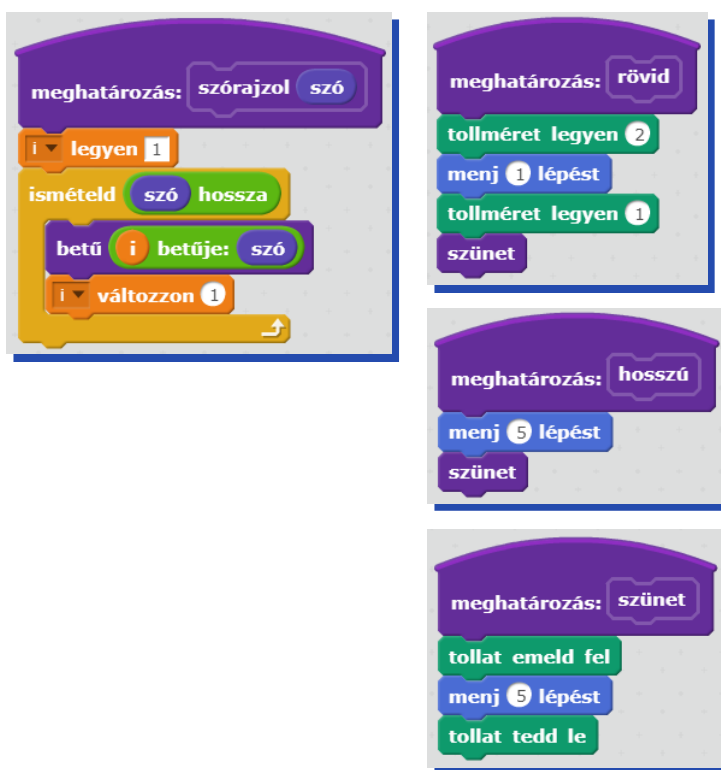 meghatározás: szórajzol szó
i legyen 1
ismételd szó hossza
betű i betűje: szó
i változzon 1
meghatározás: rövid
tollméret legyen 2
menj 1 lépést
tollméret legyen 1
szünet
meghatározás: hosszú
menj 5 lépést
szünet
meghatározás: szünet
tollat emeld fel
menj 5 lépést
tollat tedd le